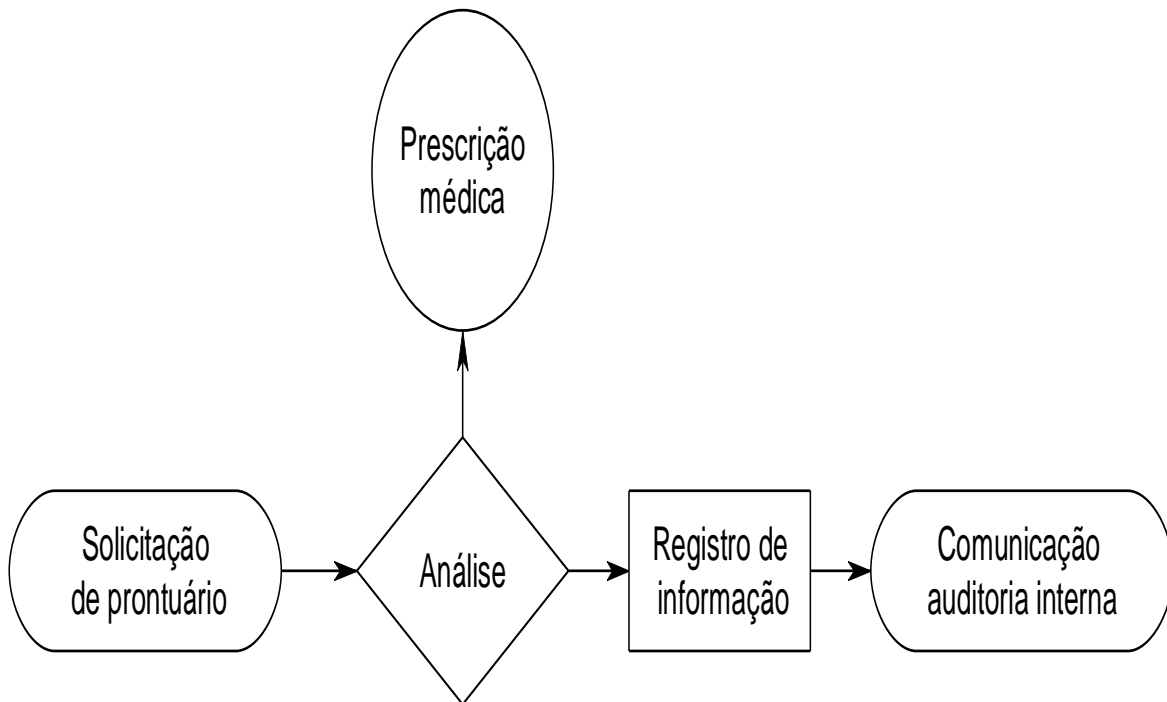 Prescrição
médica
Solicitação
de prontuário
Análise
Registro de
informação
Comunicação
auditoria interna